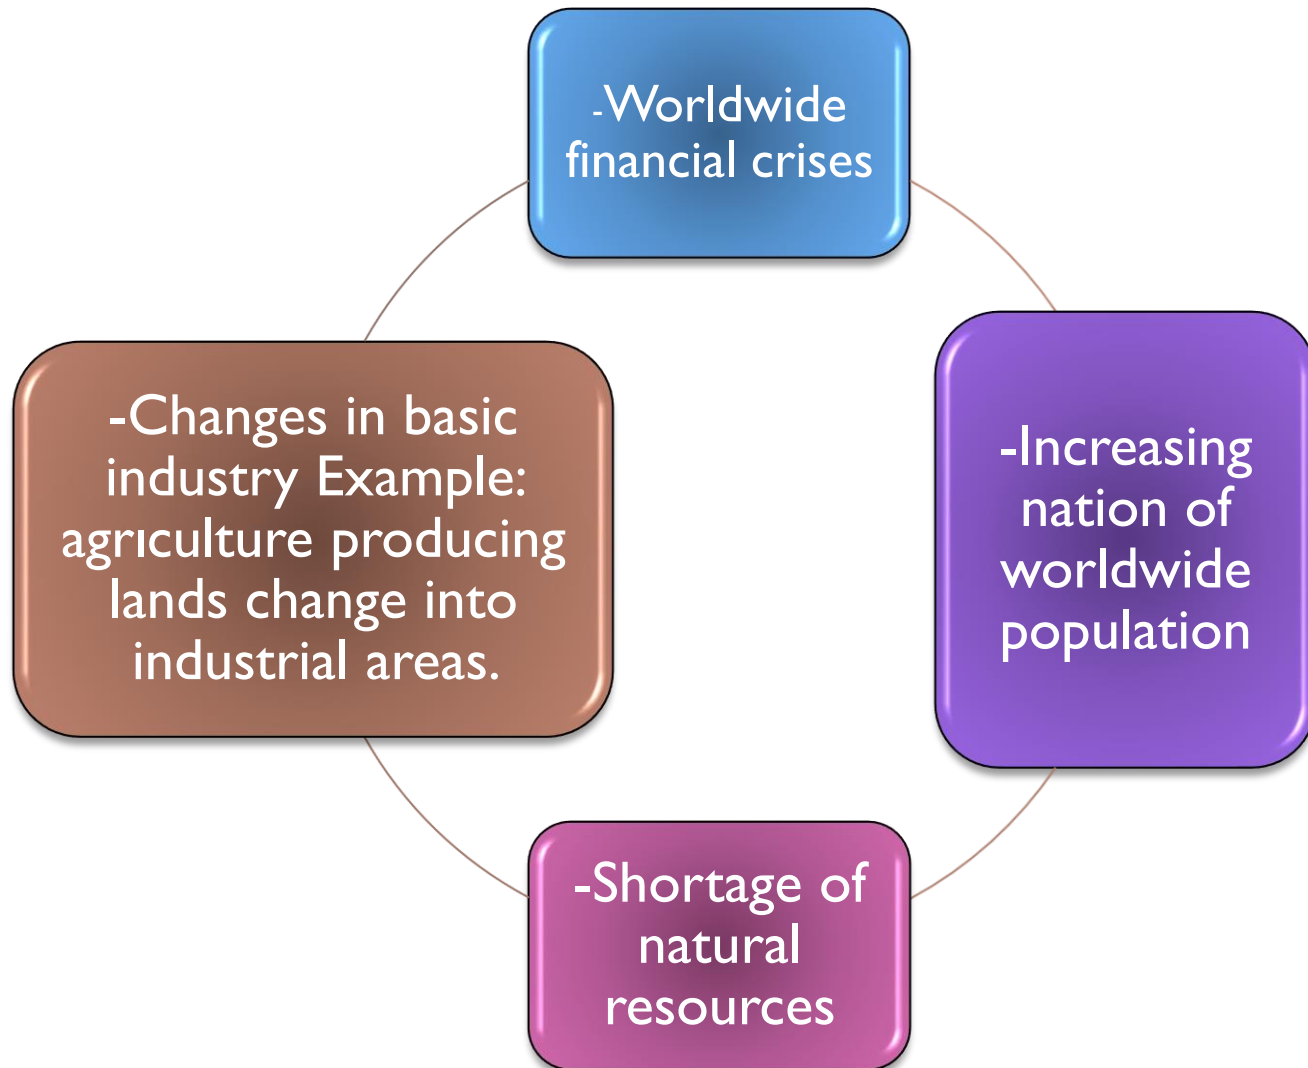 -Worldwide
financial crises
-Increasing
nation of
worldwide
population
-Shortage of
natural
resources
-Changes in basic
industry Example:
agrıculture producing
lands change into
industrial areas.